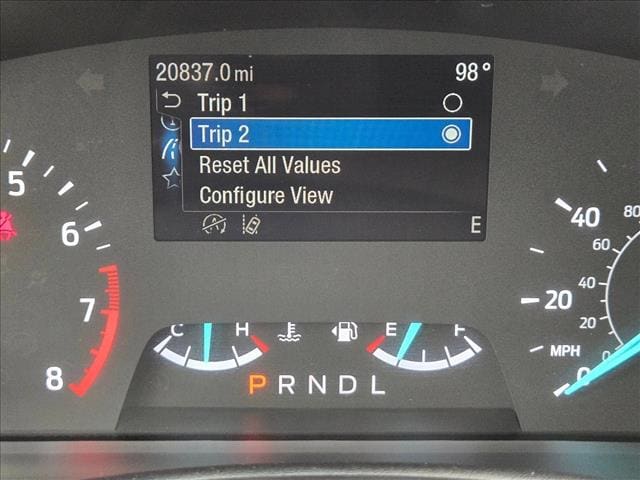 20837.0 mi 98°
Trip 1
Trip 2
Reset All Values
Configure View
E
5
6
7
8
C H
E F
P R N D L
80
60
40
20
0
40
20
MPH
0